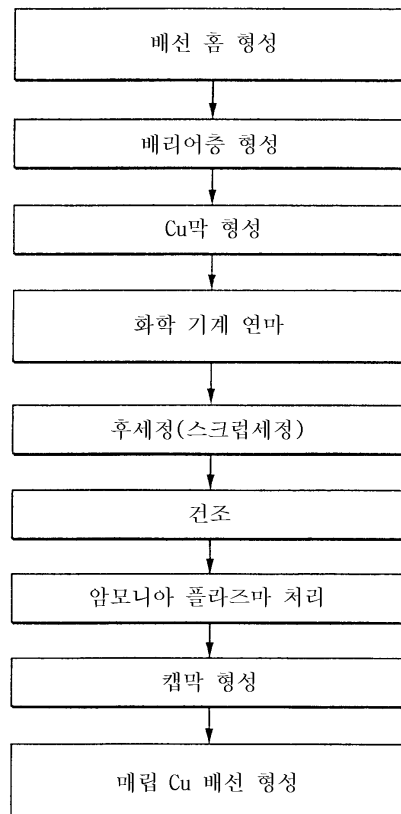 배선 홈 형성
배리어층 형성
Cu막 형성
화학 기계 연마
후세정(스크럽세정)
건조
암모니아 플라즈마 처리
캡막 형성
매립 Cu 배선 형성